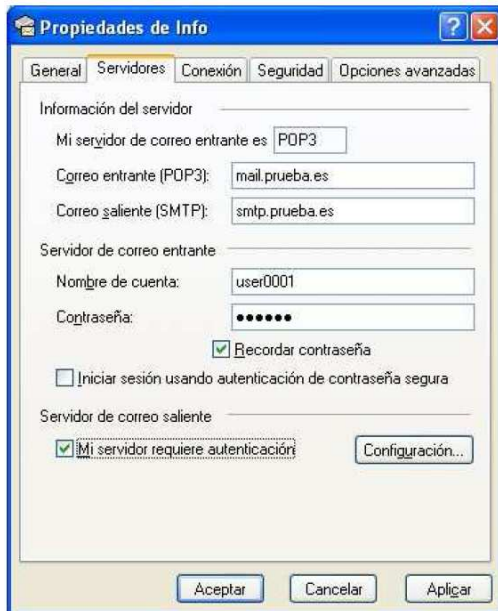 Propiedades de Info
General Servidores Conexión Seguridad Opciones avanzadas
Información del servidor
Mi servidor de correo entrante es POP3
Correo entrante (POP3): mail.prueba.es
Correo saliente (SMTP): smtp.prueba.es
Servidor de correo entrante
Nombre de cuenta: user0001
Contraseña: ●●●●●●
Recordar contraseña
Iniciar sesión usando autenticación de contraseña segura
Servidor de correo saliente
Mi servidor requiere autenticación Configuración...
Aceptar Cancelar Aplicar